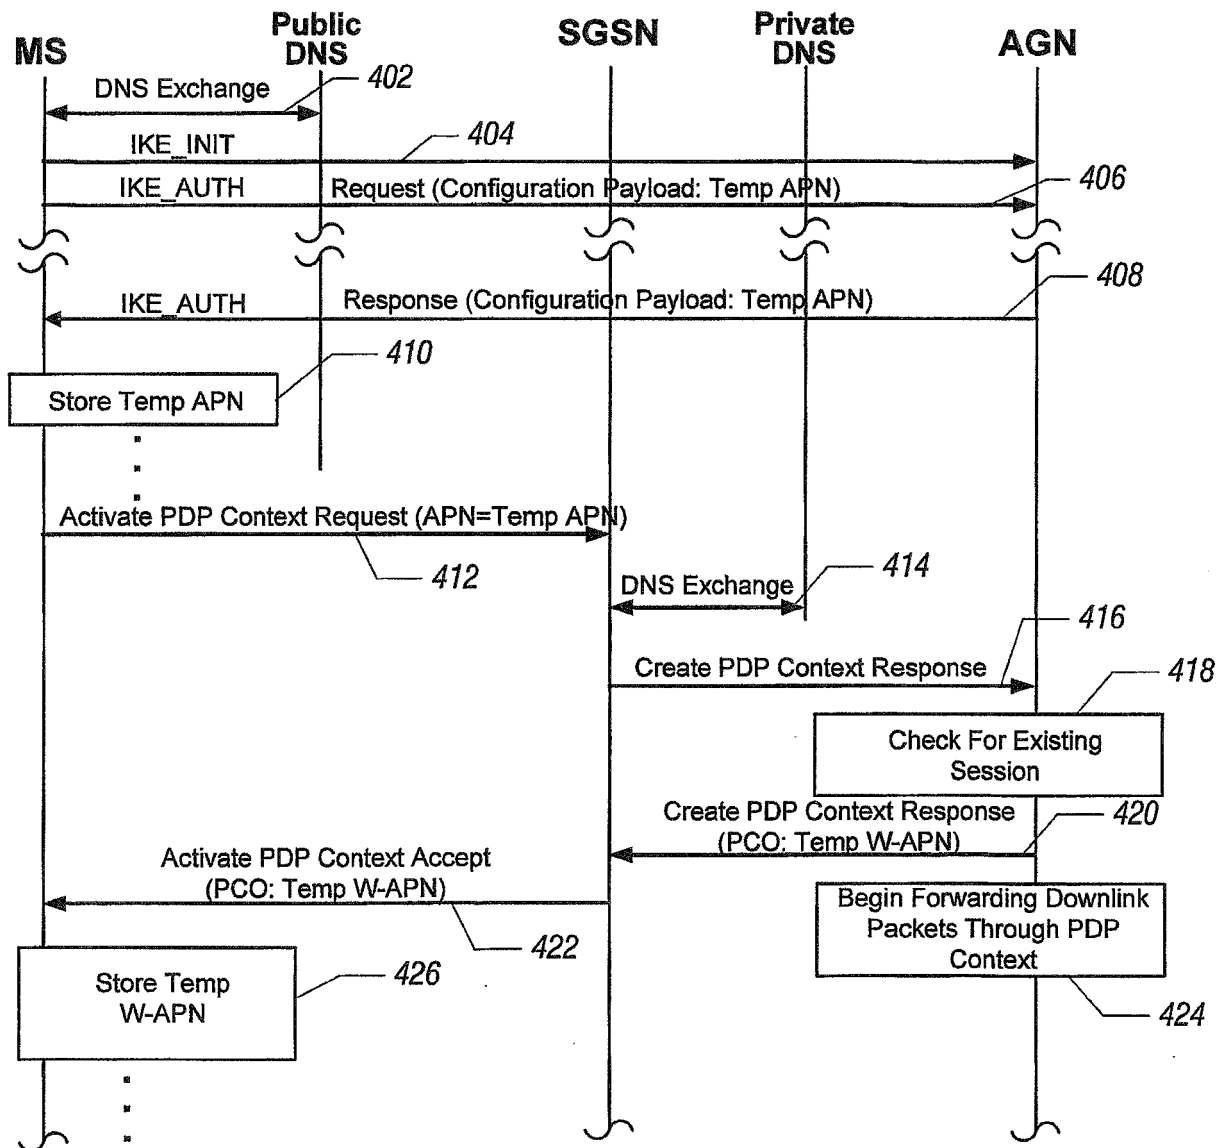 MS
Public
DNS
SGSN
Private
DNS
AGN
DNS Exchange
402
IKE_INIT
404
IKE_AUTH Request (Configuration Payload: Temp APN)
406
408
IKE_AUTH Response (Configuration Payload: Temp APN)
410
Store Temp APN
Activate PDP Context Request (APN=Temp APN)
412
414
DNS Exchange
416
Create PDP Context Response
418
Check For Existing
Session
Create PDP Context Response
(PCO: Temp W-APN)
420
Activate PDP Context Accept
(PCO: Temp W-APN)
422
Begin Forwarding Downlink
Packets Through PDP
Context
424
Store Temp
W-APN
426